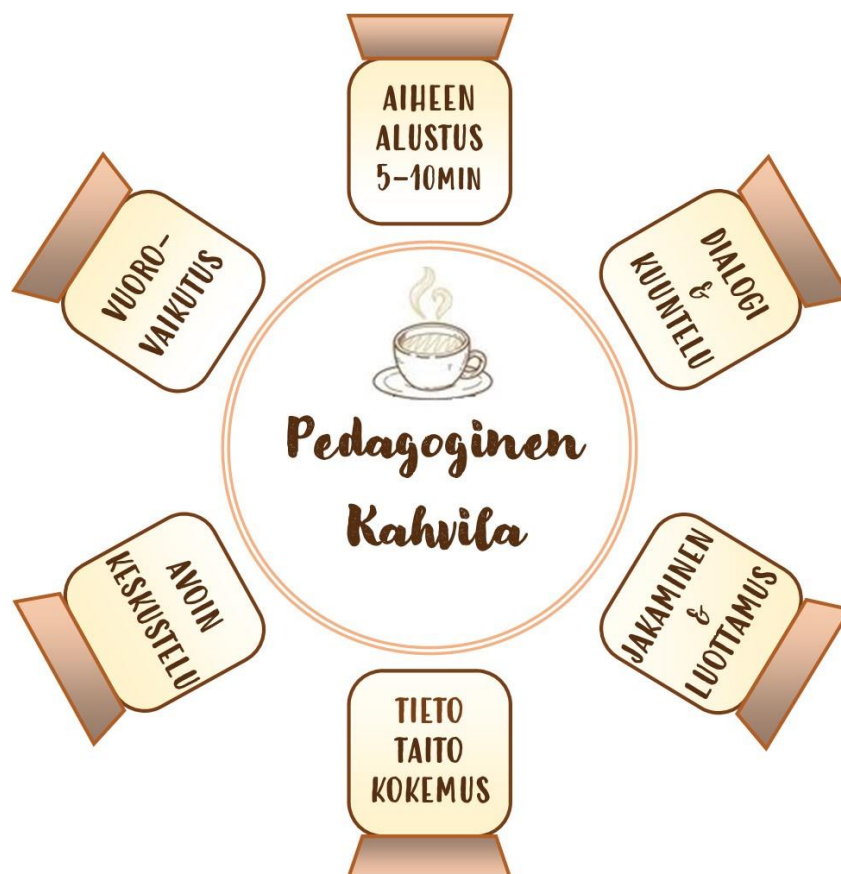 AIHEEN
ALUSTUS
5-10MIN
DIALOGI
&
KUUNTELU
JAKAMINEN
&
LUOTTAMUS
TIETO
TAITO
KOKEMUS
AVOIN
KESKUSTELU
VUORO-
VAIKUTUS
Pedagoginen
Kahvila